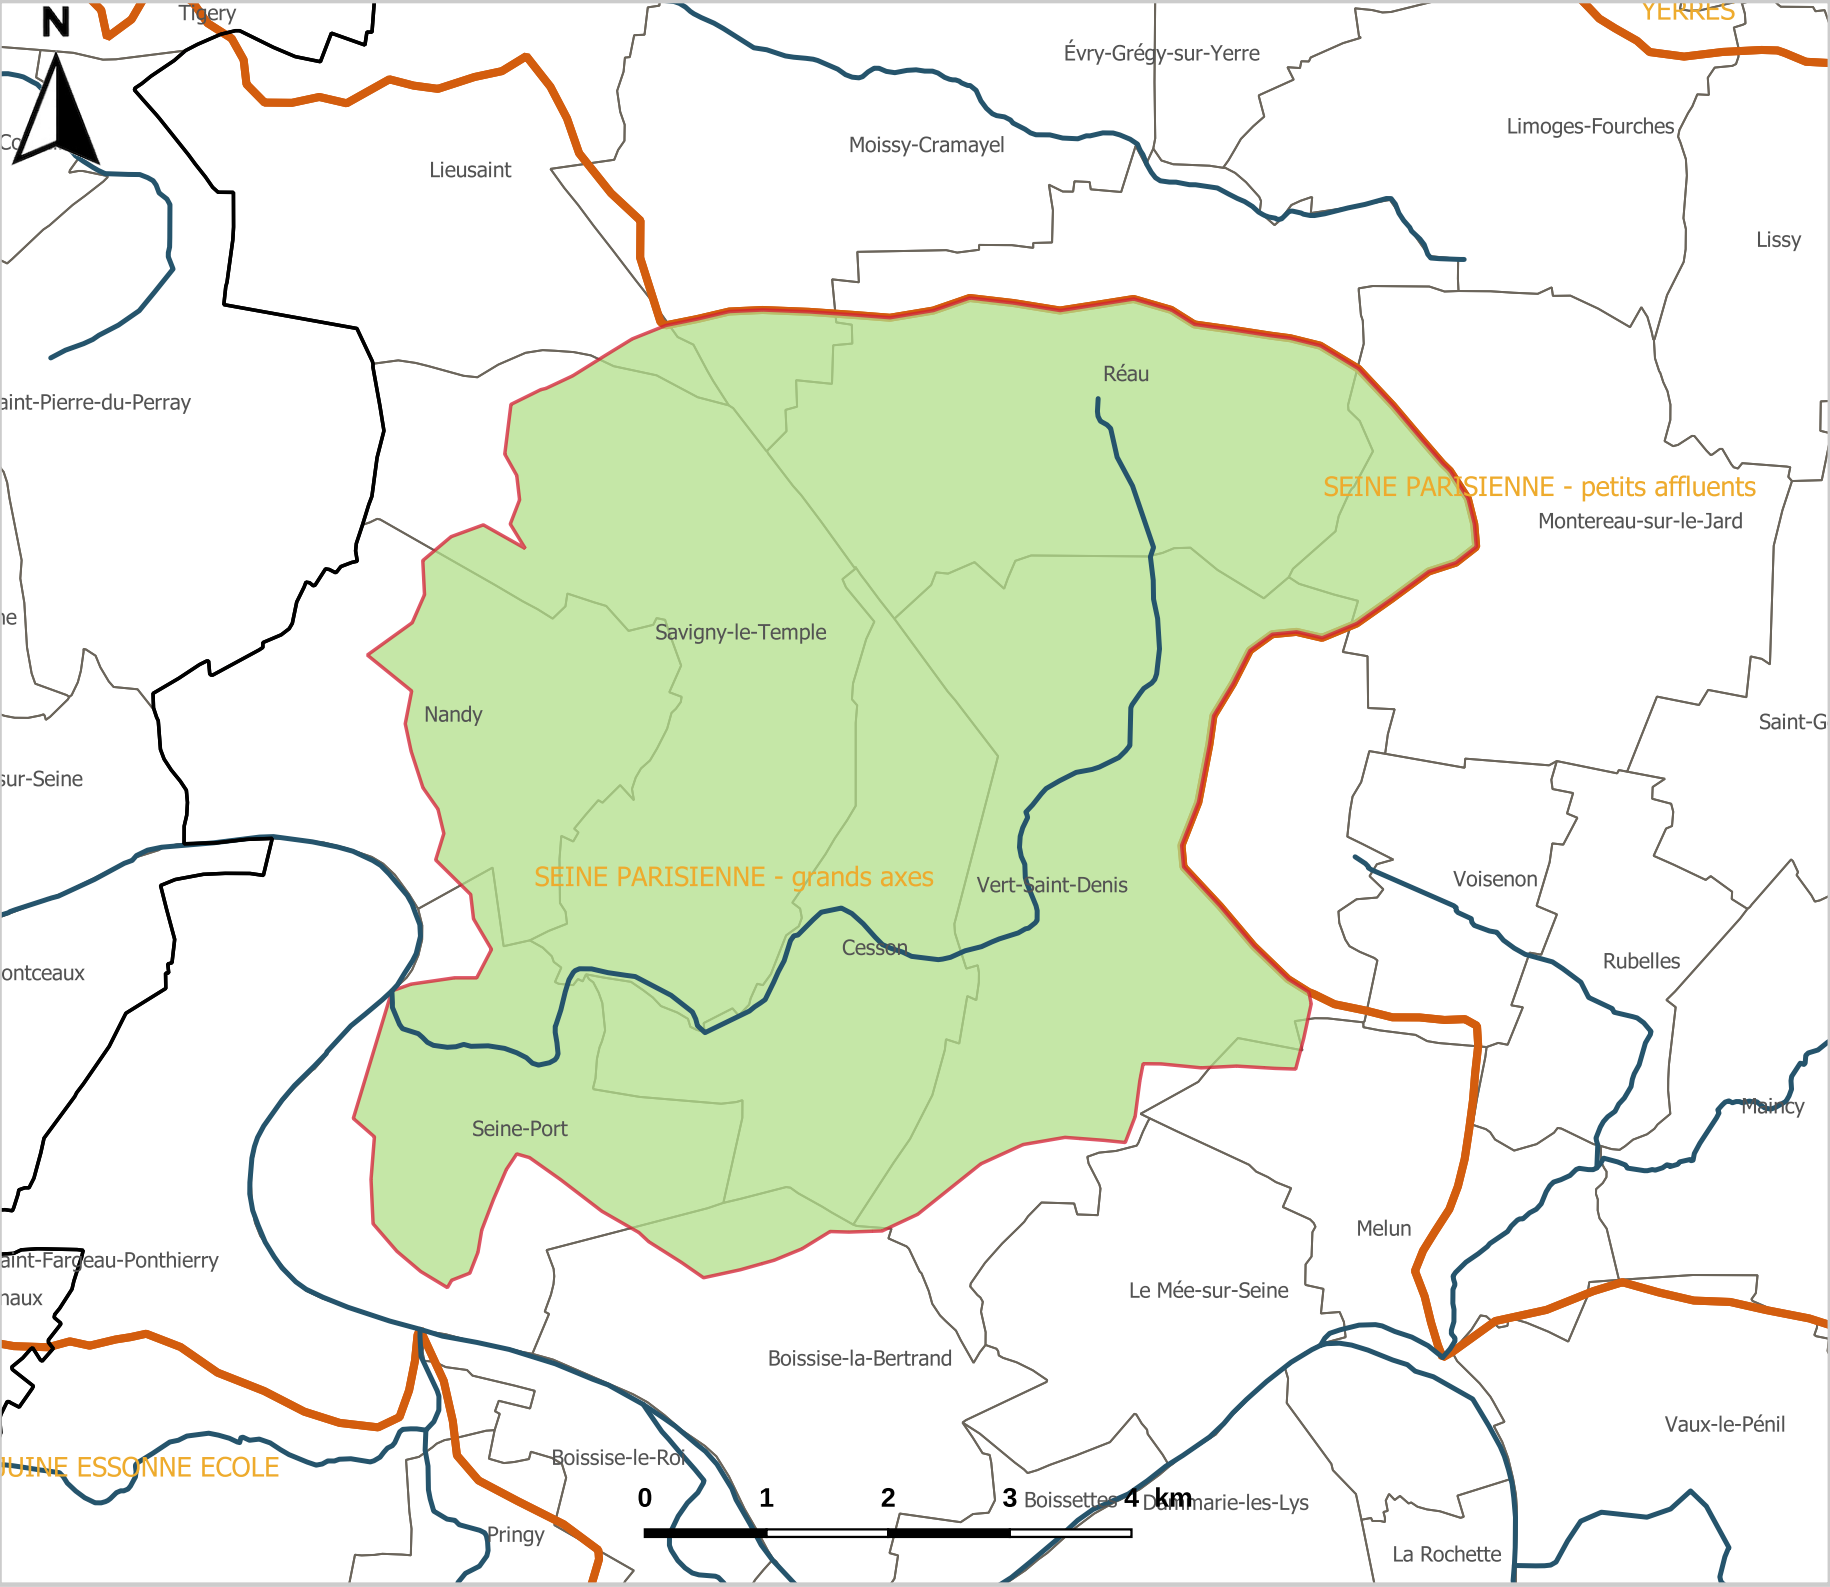 Tigery
YERRES
N
Évry-Grégy-sur-Yerre
Limoges-Fourches
Moissy-Cramayel
Lieusaint
Lissy
Réau
aint-Pierre-du-Perray
SEINE PARISIENNE - petits affluents
Montereau-sur-le-Jard
ne
Savigny-le-Temple
Nandy
Saint-G
sur-Seine
SEINE PARISIENNE - grands axes
Vert-Saint-Denis
Voisenon
Cesson
Rubelles
ontceaux
Maincy
Seine-Port
Melun
aint-Fargeau-Ponthierry
naux
Le Mée-sur-Seine
Boissise-la-Bertrand
Vaux-le-Pénil
JUINE ESSONNE ECOLE
Boissise-le-Roi
0 1 2 3 4 km
Boissettes
Dammarie-les-Lys
Pringy
La Rochette